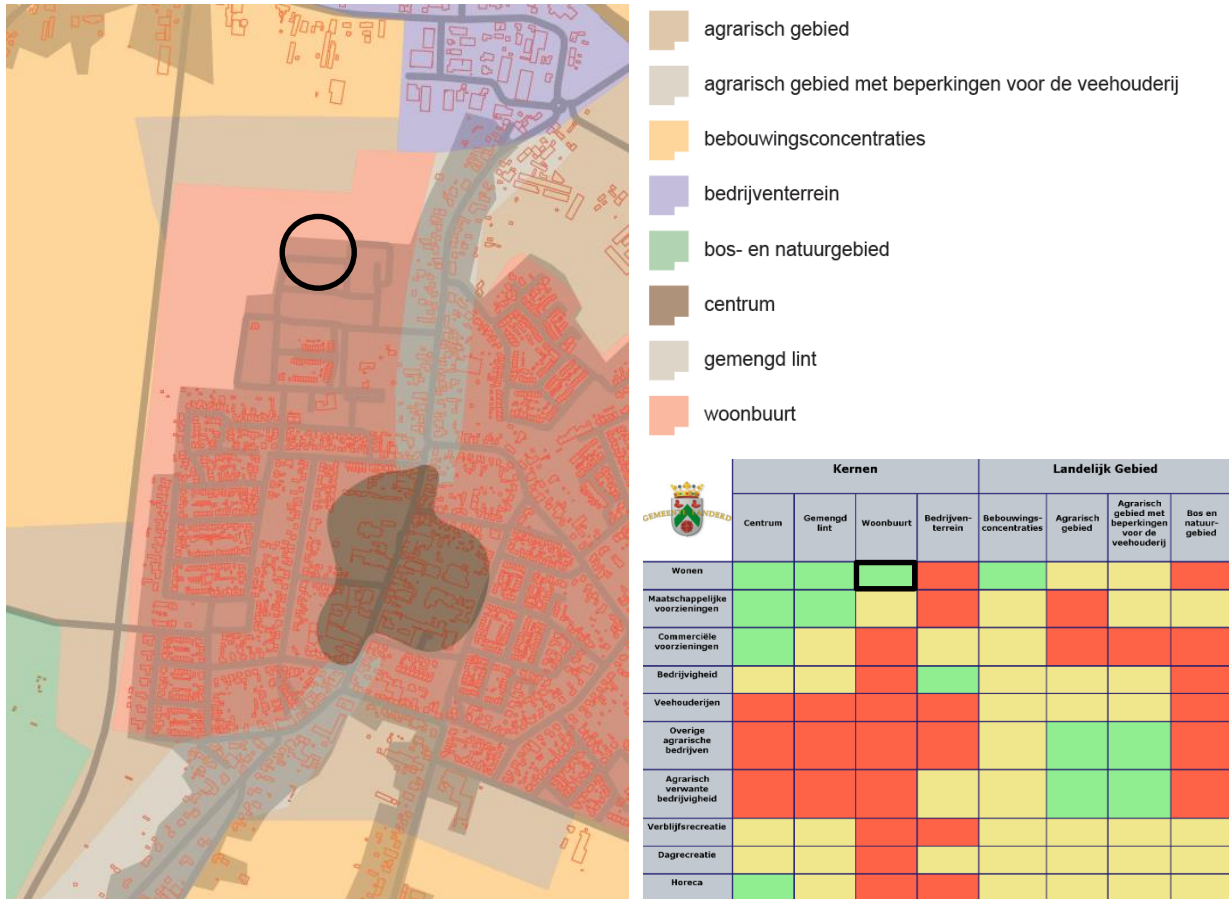 agrarisch gebied
agrarisch gebied met beperkingen voor de veehouderij
bebouwingsconcentraties
bedrijventerrein
bos- en natuurgebied
centrum
gemengd lint
woonbuurt
GEMEENTE LANDERD
Kernen
Landelijk Gebied
Centrum
Gemengd
lint
Woonbuurt
Bedrijven-
terrein
Bebouwings-
concentraties
Agrarisch
gebied
Agrarisch
gebied met
beperkingen
voor de
veehouderij
Bos en
natuur-
gebied
Wonen
Maatschappelijke
voorzieningen
Commerciële
voorzieningen
Bedrijvigheid
Veehouderijen
Overige
agrarische
bedrijven
Agrarisch
verwante
bedrijvigheid
Verblijfsrecreatie
Dagrecreatie
Horeca